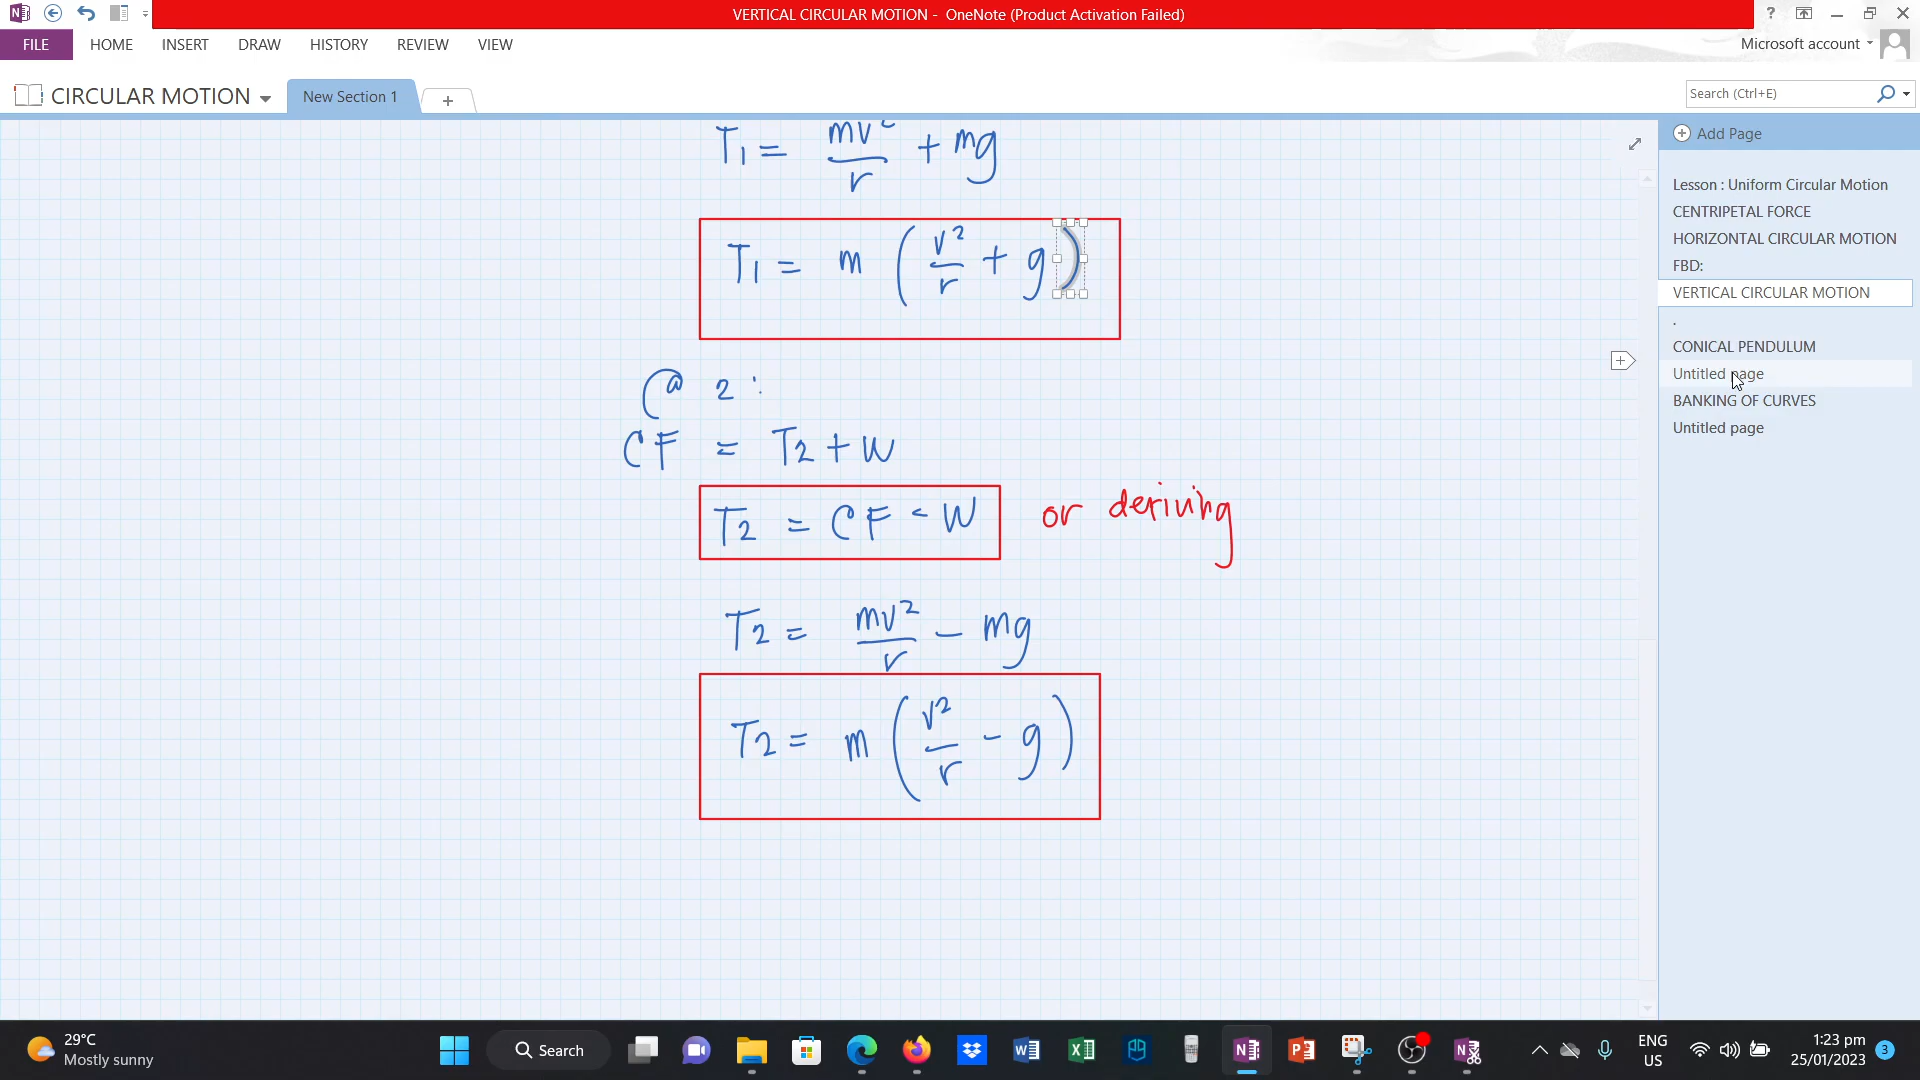 VERTICAL CIRCULAR MOTION - OneNote (Product Activation Failed)
FILE HOME INSERT DRAW HISTORY REVIEW VIEW
Microsoft account
CIRCULAR MOTION
New Section 1
Search (Ctrl+E)
Add Page
Lesson : Uniform Circular Motion
CENTRIPETAL FORCE
HORIZONTAL CIRCULAR MOTION
FBD:
VERTICAL CIRCULAR MOTION
.
CONICAL PENDULUM
Untitled page
BANKING OF CURVES
Untitled page
T1 = mv²/r + mg
T1 = m (v²/r + g)
@ 2 :
CF = T2 + W
T2 = CF - W or deriving
T2 = mv²/r - mg
T2 = m (v²/r - g)
29°C
Mostly sunny
Search
ENG
US
1:23 pm
25/01/2023
3